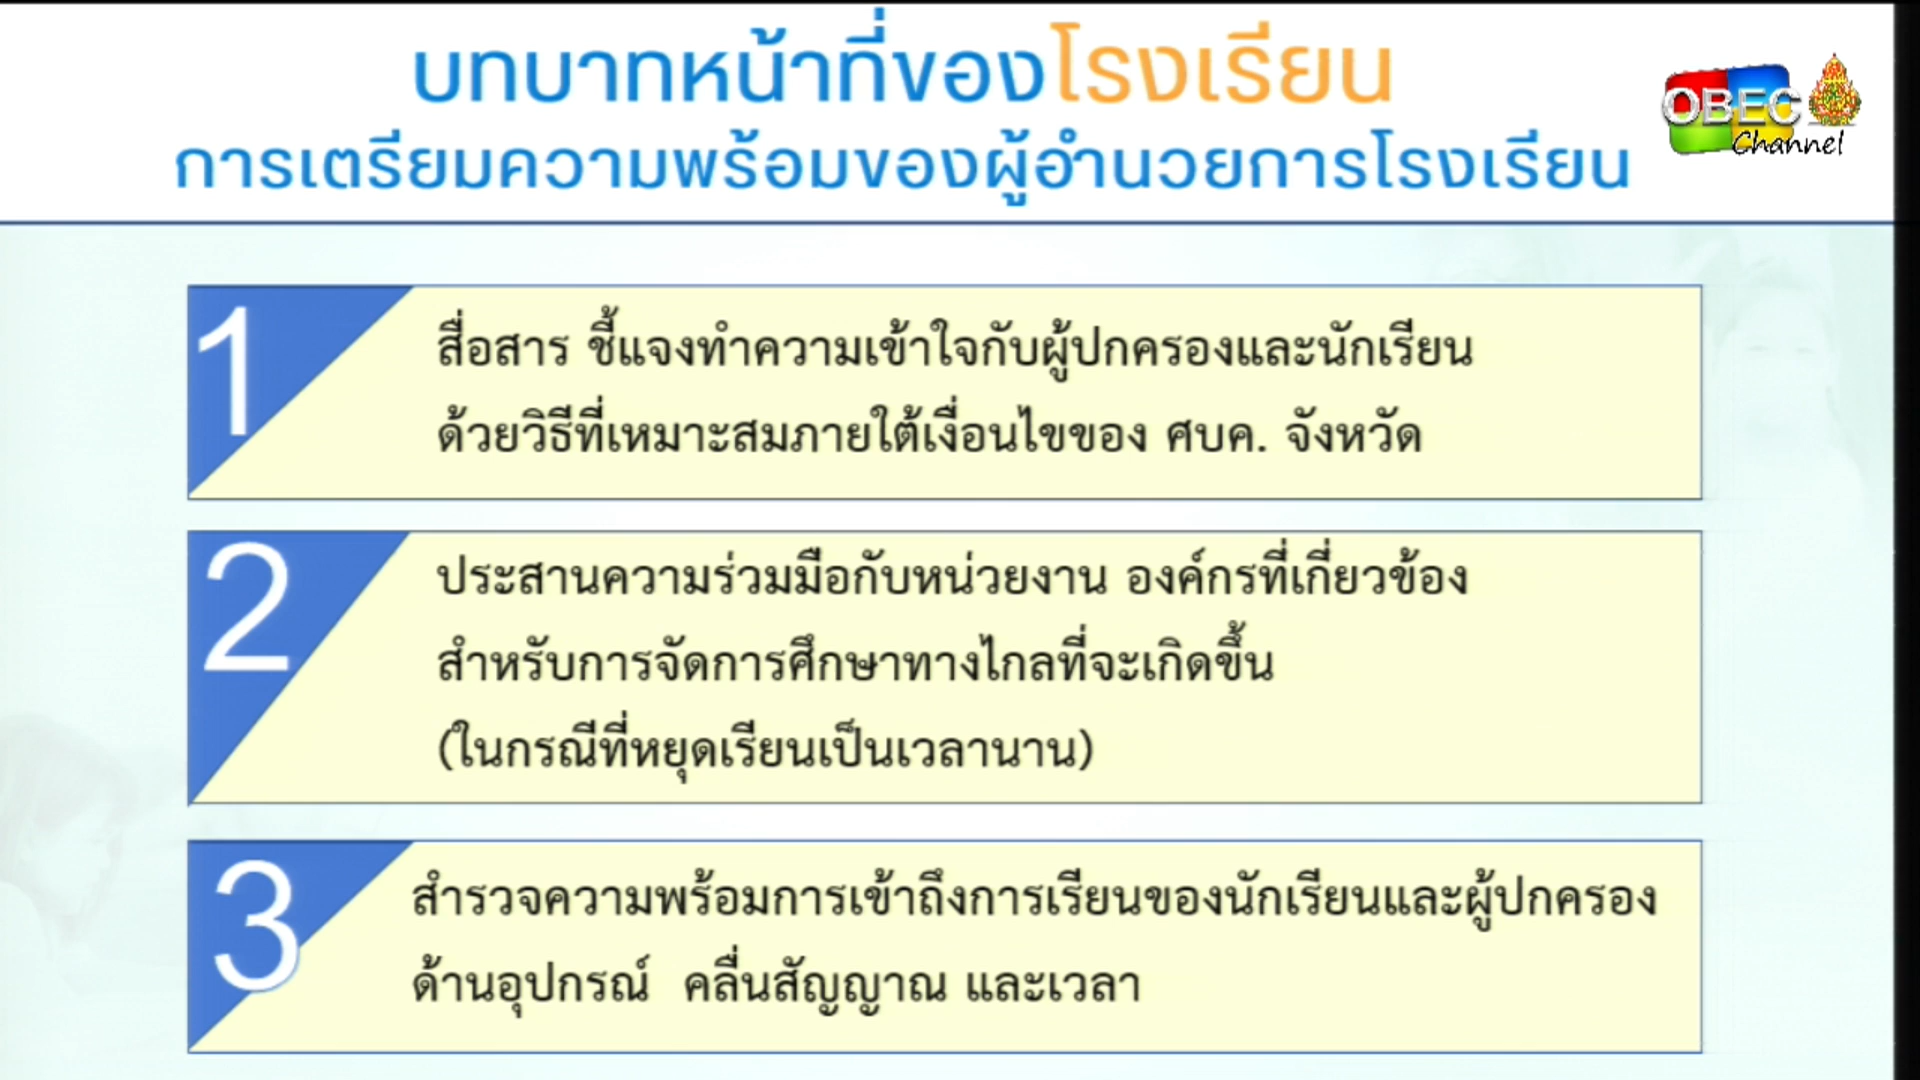 บทบาทหน้าที่ของโรงเรียน
การเตรียมความพร้อมของผู้อำนวยการโรงเรียน
OBEC
Channel
1
สื่อสาร ชี้แจงทำความเข้าใจกับผู้ปกครองและนักเรียน
ด้วยวิธีที่เหมาะสมภายใต้เงื่อนไขของ ศบค. จังหวัด
2
ประสานความร่วมมือกับหน่วยงาน องค์กรที่เกี่ยวข้อง
สำหรับการจัดการศึกษาทางไกลที่จะเกิดขึ้น
(ในกรณีที่หยุดเรียนเป็นเวลานาน)
3
สำรวจความพร้อมการเข้าถึงการเรียนของนักเรียนและผู้ปกครอง
ด้านอุปกรณ์ คลื่นสัญญาณ และเวลา